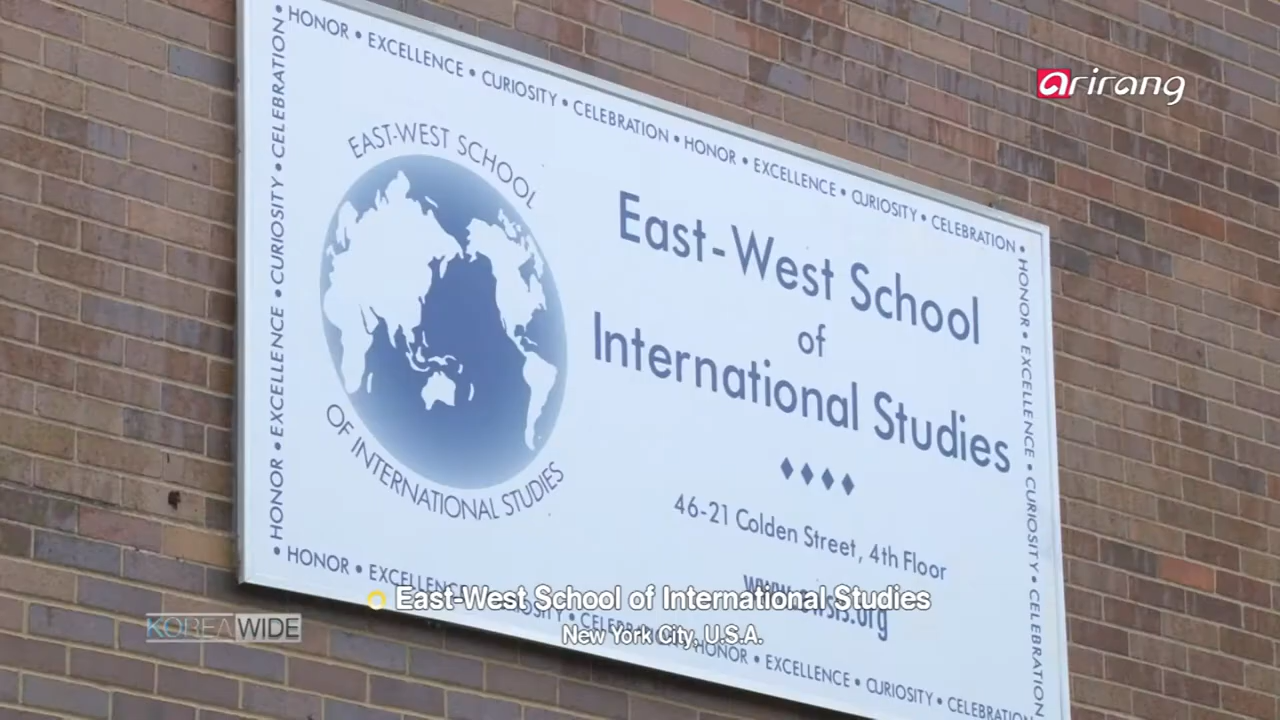 arirang
HONOR • EXCELLENCE • CURIOSITY • CELEBRATION • HONOR • EXCELLENCE • CURIOSITY • CELEBRATION •
• HONOR • EXCELLENCE • CURIOSITY • CELEBRATION •
EAST-WEST SCHOOL
OF INTERNATIONAL STUDIES
East-West School
of
International Studies
46-21 Colden Street, 4th Floor
HONOR • EXCELLENCE • CURIOSITY • CELEBRATION
• HONOR • EXCELLENCE • CURIOSITY • CELEBRATION • HONOR • EXCELLENCE • CURIOSITY • CELEBRATION
East-West School of International Studies
New York City, U.S.A.
KOREA WIDE